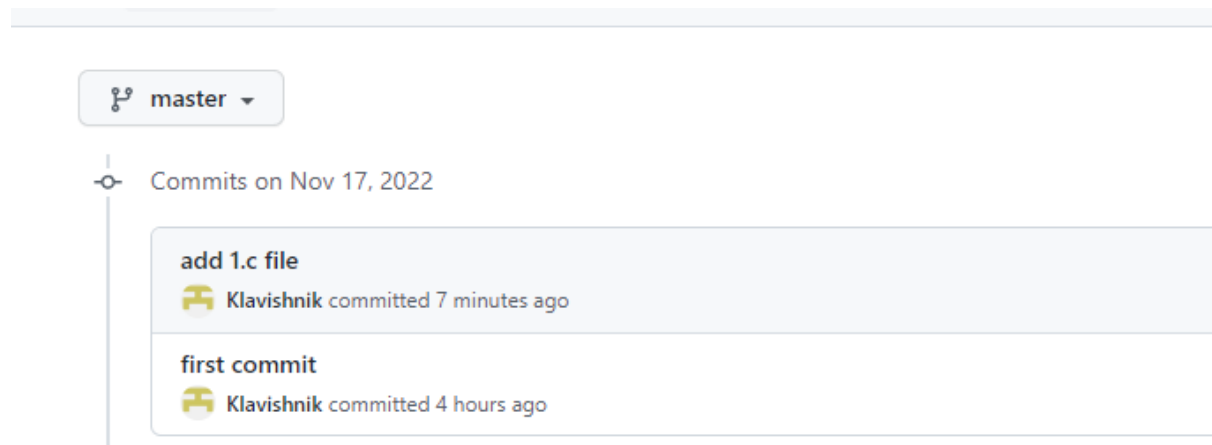 master
Commits on Nov 17, 2022
add 1.c file
Klavishnik committed 7 minutes ago
first commit
Klavishnik committed 4 hours ago